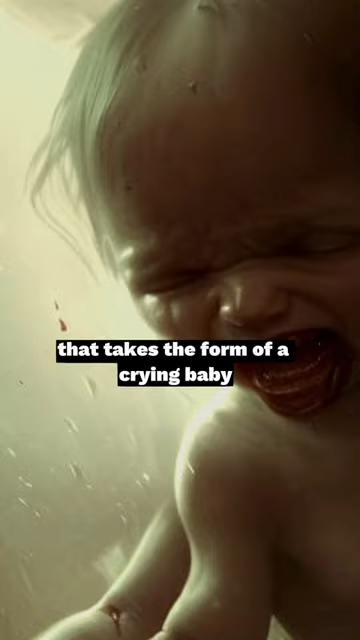 that takes the form of a
crying baby